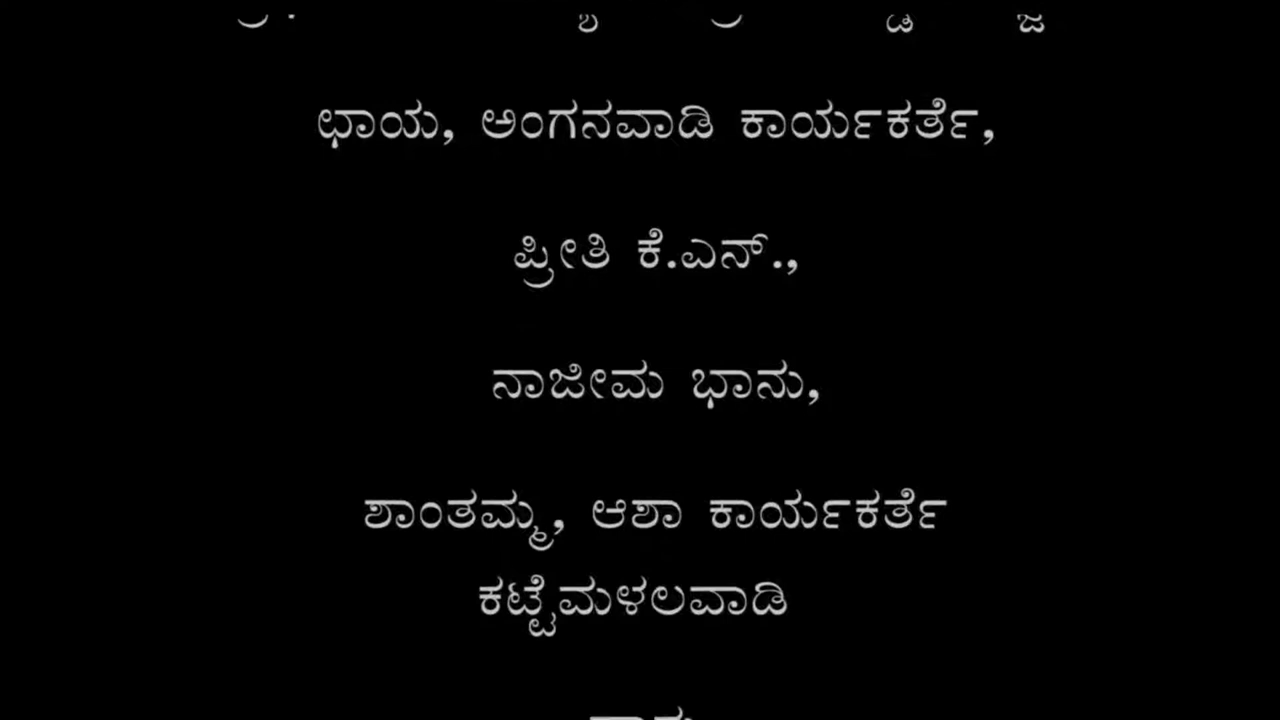 ಛಾಯ, ಅಂಗನವಾಡಿ ಕಾರ್ಯಕರ್ತೆ,
ಪ್ರೀತಿ ಕೆ.ಎನ್.,
ನಾಜೀಮ ಭಾನು,
ಶಾಂತಮ್ಮ, ಆಶಾ ಕಾರ್ಯಕರ್ತೆ
ಕಟ್ಟೆಮಳಲವಾಡಿ